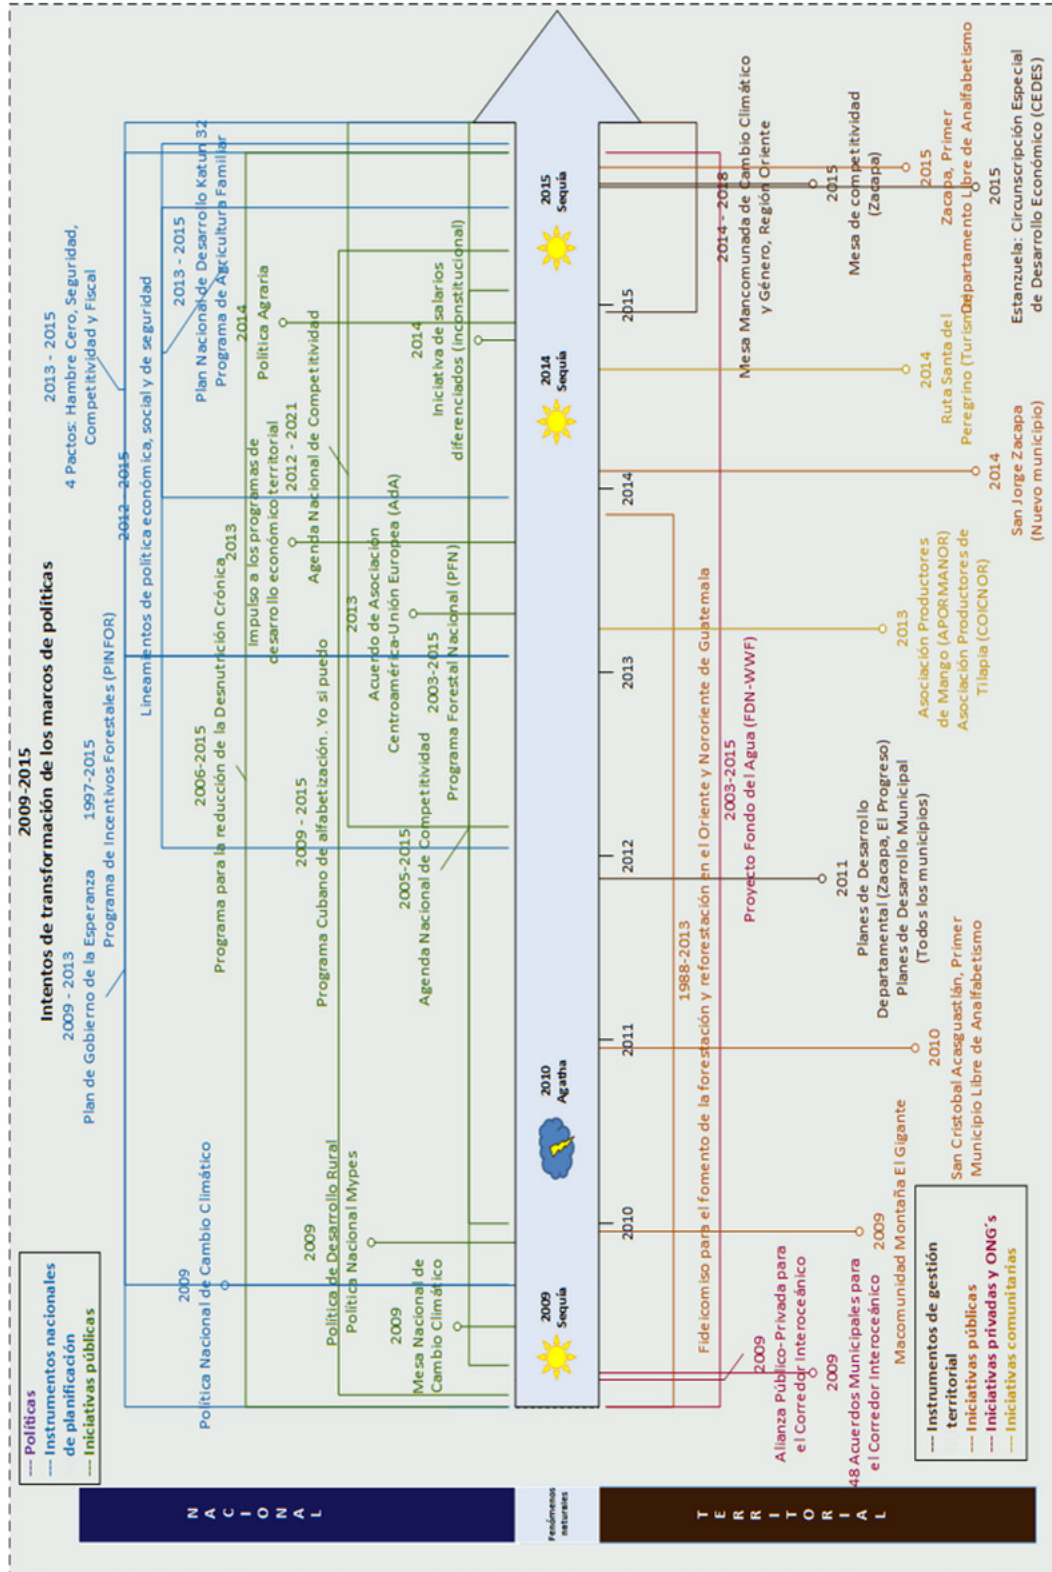 2009-2015
Intentos de transformación de los marcos de políticas
--- Políticas
--- Instrumentos nacionales
de planificación
--- Iniciativas públicas
NACIONAL
2009 - 2013
Plan de Gobierno de la Esperanza
1997-2015
Programa de Incentivos Forestales (PINFOR)
2012 - 2015
Lineamientos de política económica, social y de seguridad
2013 - 2015
4 Pactos: Hambre Cero, Seguridad,
Competitividad y Fiscal
2013 - 2015
Plan Nacional de Desarrollo Katun 32
Programa de Agricultura Familiar
2009
Política Nacional de Cambio Climático
2006-2015
Programa para la reducción de la Desnutrición Crónica
2013
Impulso a los programas de
desarrollo económico territorial
2014
Política Agraria
2009
Política de Desarrollo Rural
Política Nacional Mypes
2009 - 2015
Programa Cubano de alfabetización. Yo si puedo
2012 - 2021
Agenda Nacional de Competitividad
2009
Mesa Nacional de
Cambio Climático
2005-2015
Agenda Nacional de Competitividad
2013
Acuerdo de Asociación
Centroamérica-Unión Europea (AdA)
2003-2015
Programa Forestal Nacional (PFN)
2014
Iniciativa de salarios
diferenciados (inconstitucional)
Fenómenos
naturales
2009
Sequía
2010
Agatha
2014
Sequía
2015
Sequía
2010
2011
2012
2013
2014
2015
TERRITORIAL
1988-2013
Fideicomiso para el fomento de la forestación y reforestación en el Oriente y Nororiente de Guatemala
2003-2015
Proyecto Fondo del Agua (FDN-WWF)
2014 - 2018
Mesa Mancomunada de Cambio Climático
y Género, Región Oriente
2009
Alianza Público-Privada para
el Corredor Interoceánico
2009
48 Acuerdos Municipales para
el Corredor Interoceánico
2009
Macomunidad Montaña El Gigante
2010
San Cristobal Acasguastlán, Primer
Municipio Libre de Analfabetismo
2011
Planes de Desarrollo
Departamental (Zacapa, El Progreso)
Planes de Desarrollo Municipal
(Todos los municipios)
2013
Asociación Productores
de Mango (APORMANOR)
Asociación Productores de
Tilapia (COICNOR)
2014
San Jorge Zacapa
(Nuevo municipio)
2014
Ruta Santa del
Peregrino (Turismo)
2015
Mesa de competitividad
(Zacapa)
2015
Zacapa, Primer
Departamento Libre de Analfabetismo
2015
Estanzuela: Circunscripción Especial
de Desarrollo Económico (CEDES)
--- Instrumentos de gestión
territorial
--- Iniciativas públicas
--- Iniciativas privadas y ONG´s
--- Iniciativas comunitarias